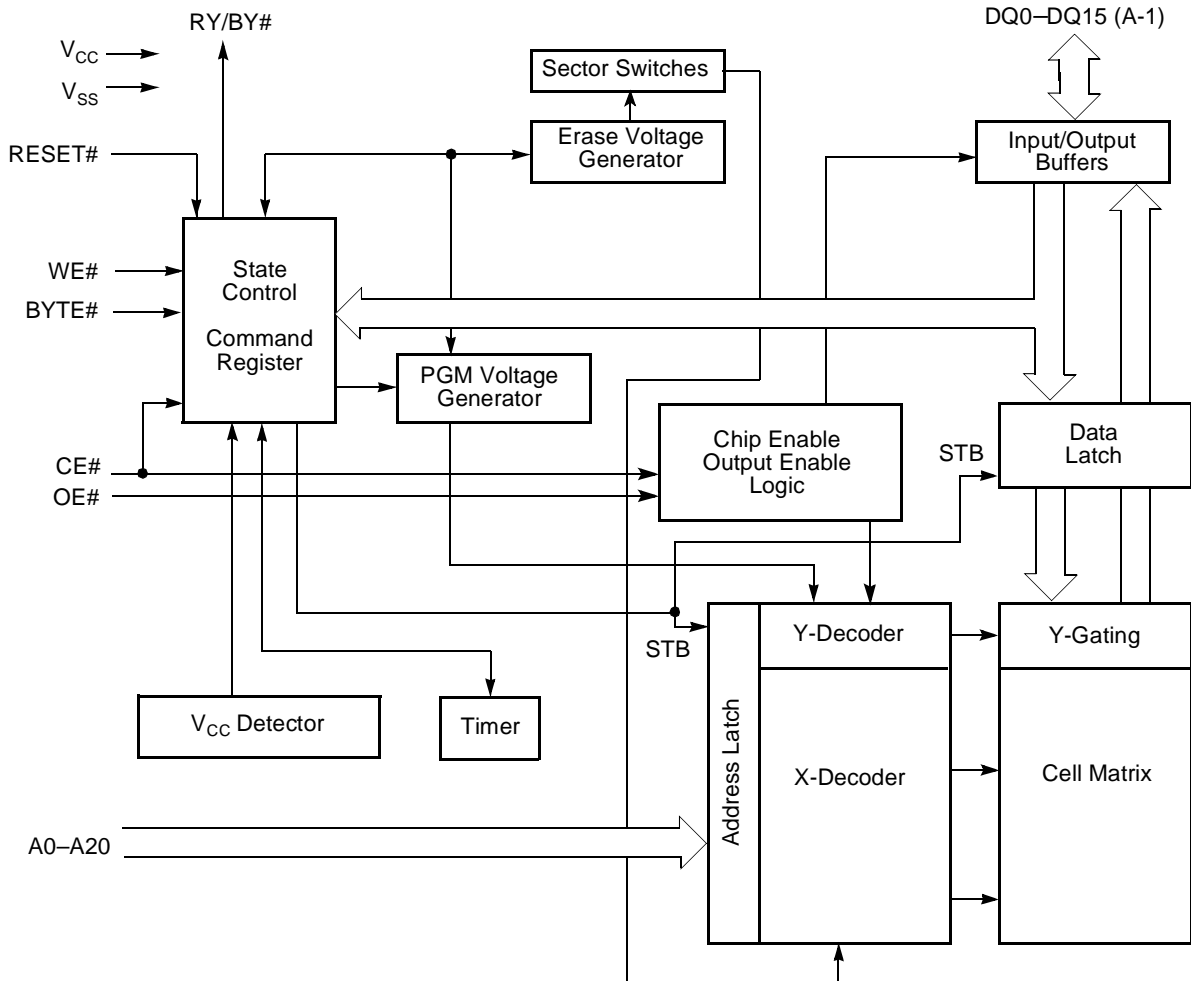 RY/BY#
DQ0–DQ15 (A-1)
VCC
VSS
Sector Switches
Erase Voltage
Generator
Input/Output
Buffers
RESET#
WE#
BYTE#
State
Control
Command
Register
PGM Voltage
Generator
Chip Enable
Output Enable
Logic
STB
Data
Latch
CE#
OE#
STB
Y-Decoder
Y-Gating
VCC Detector
Timer
Address Latch
X-Decoder
Cell Matrix
A0–A20